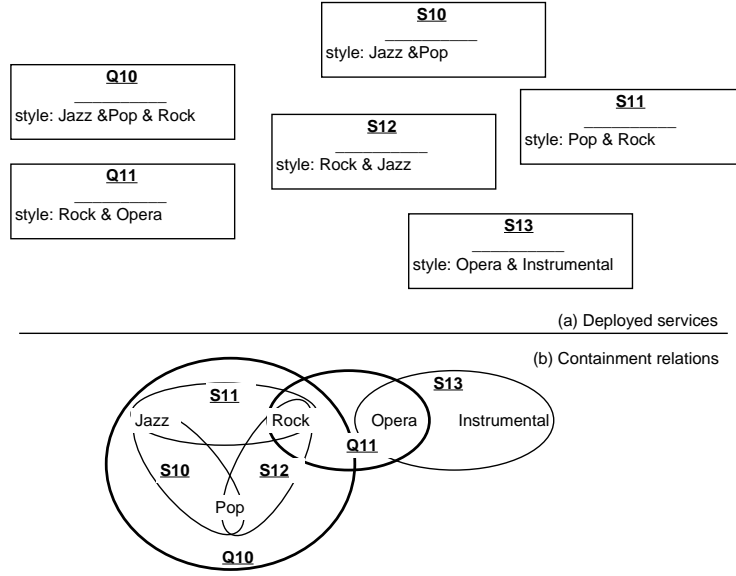 S10
style: Jazz &Pop
Q10
style: Jazz &Pop & Rock
S11
style: Pop & Rock
S12
style: Rock & Jazz
Q11
style: Rock & Opera
S13
style: Opera & Instrumental
(a) Deployed services
(b) Containment relations
S13
S11
Jazz
Rock
Opera
Instrumental
Q11
S10
S12
Pop
Q10